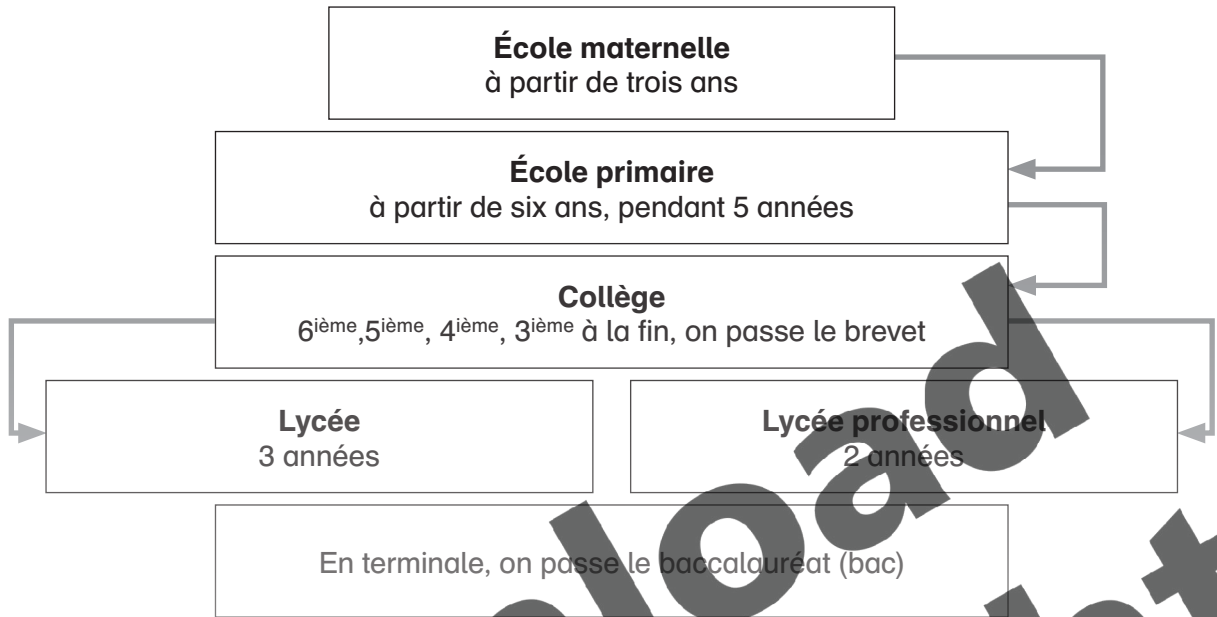 École maternelle
à partir de trois ans
École primaire
à partir de six ans, pendant 5 années
Collège
6ième,5ième, 4ième, 3ième à la fin, on passe le brevet
Lycée
3 années
Lycée professionnel
2 années
En terminale, on passe le baccalauréat (bac)